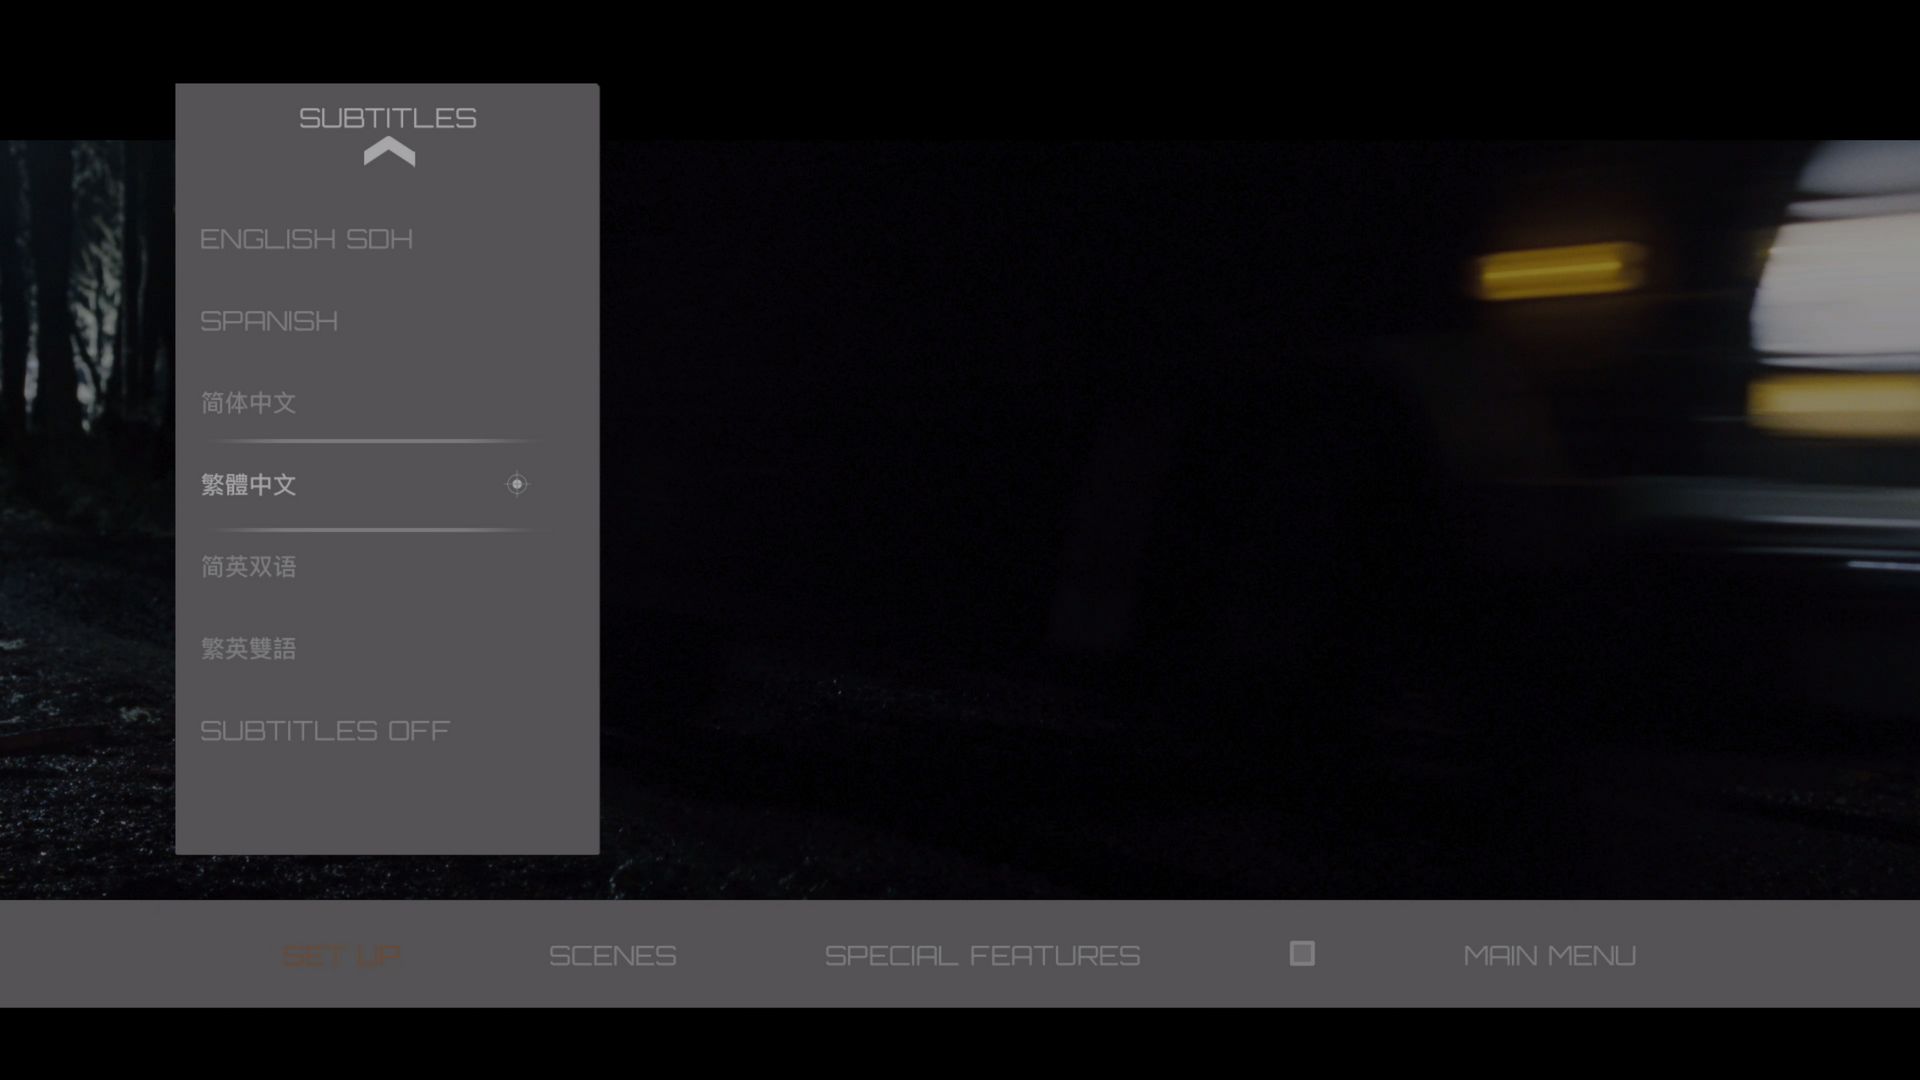 SUBTITLES
ENGLISH SDH
SPANISH
简体中文
繁體中文
简英双语
繁英雙語
SUBTITLES OFF
SET UP
SCENES
SPECIAL FEATURES
MAIN MENU